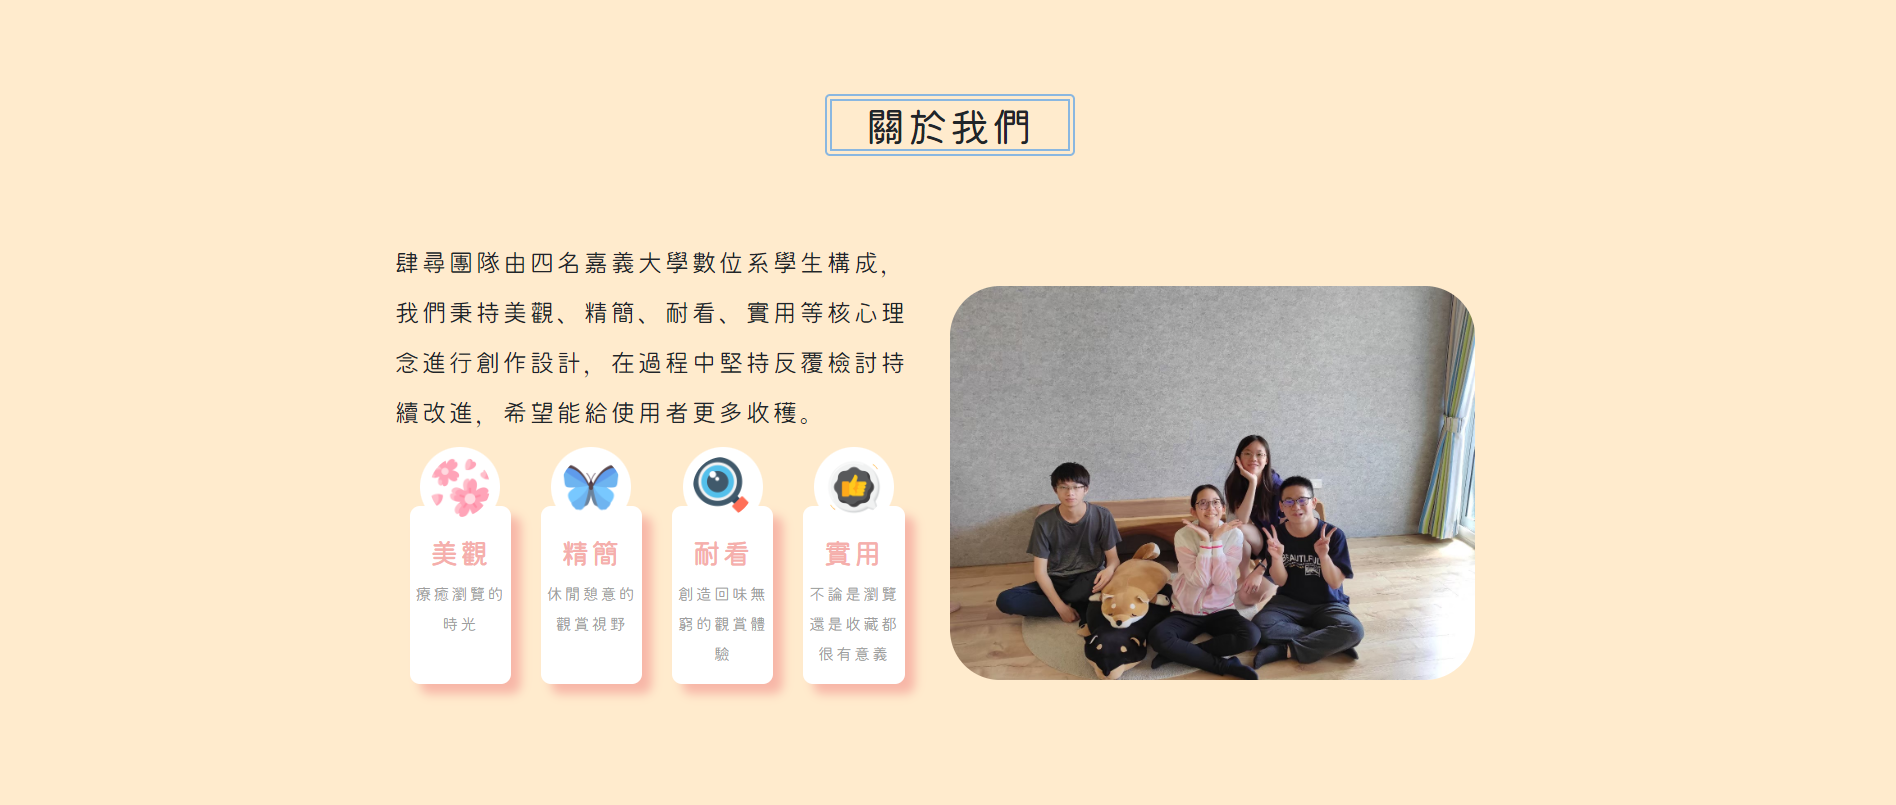 關於我們
肆尋團隊由四名嘉義大學數位系學生構成，
我們秉持美觀、精簡、耐看、實用等核心理
念進行創作設計，在過程中堅持反覆檢討持
續改進，希望能給使用者更多收穫。
美觀
療癒瀏覽的
時光
精簡
休閒憩意的
觀賞視野
耐看
創造回味無
窮的觀賞體
驗
實用
不論是瀏覽
還是收藏都
很有意義